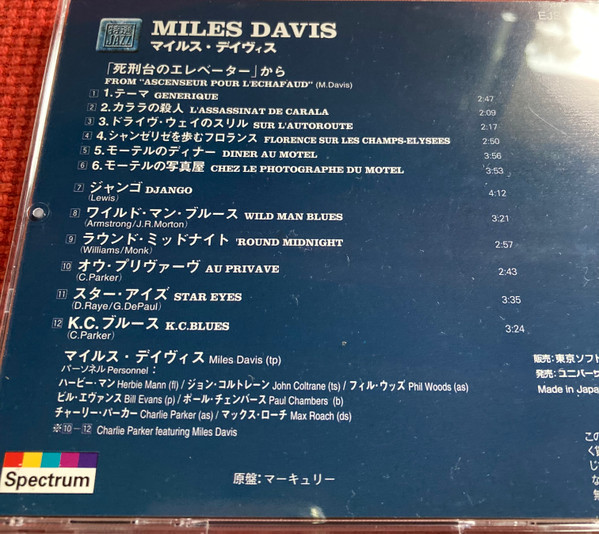 BEST JAZZ
MILES DAVIS
EJ
マイルス・デイヴィス
「死刑台のエレベーター」から
FROM "ASCENSEUR POUR L'ECHAFAUD" (M.Davis)
1 1.テーマ GENERIQUE 2:47
2 2.カララの殺人 L'ASSASSINAT DE CARALA 2:09
3 3.ドライヴ・ウェイのスリル SUR L'AUTOROUTE 2:17
4 4.シャンゼリゼを歩むフロランス FLORENCE SUR LES CHAMPS-ELYSEES 2:50
5 5.モーテルのディナー DINER AU MOTEL 3:56
6 6.モーテルの写真屋 CHEZ LE PHOTOGRAPHE DU MOTEL 3:53
7 ジャンゴ DJANGO 4:12
(Lewis)
8 ワイルド・マン・ブルース WILD MAN BLUES 3:21
(Armstrong/J.R.Morton)
9 ラウンド・ミッドナイト 'ROUND MIDNIGHT 2:57
(Williams/Monk)
10 オウ・プリヴァーヴ AU PRIVAVE 2:43
(C.Parker)
11 スター・アイズ STAR EYES 3:35
(D.Raye/G.DePaul)
12 K.C.ブルース K.C.BLUES 3:24
(C.Parker)
マイルス・デイヴィス Miles Davis (tp)
パーソネル Personnel :
ハービー・マン Herbie Mann (fl) / ジョン・コルトレーン John Coltrane (ts) / フィル・ウッズ Phil Woods (as)
ビル・エヴァンス Bill Evans (p) / ポール・チェンバース Paul Chambers (b)
チャーリー・パーカー Charlie Parker (as) / マックス・ローチ Max Roach (ds)
※10–12 Charlie Parker featuring Miles Davis
販売:東京ソフト
発売:ユニバーサ
Made in Japa
Spectrum
原盤:マーキュリー
この
く
じ
な
無